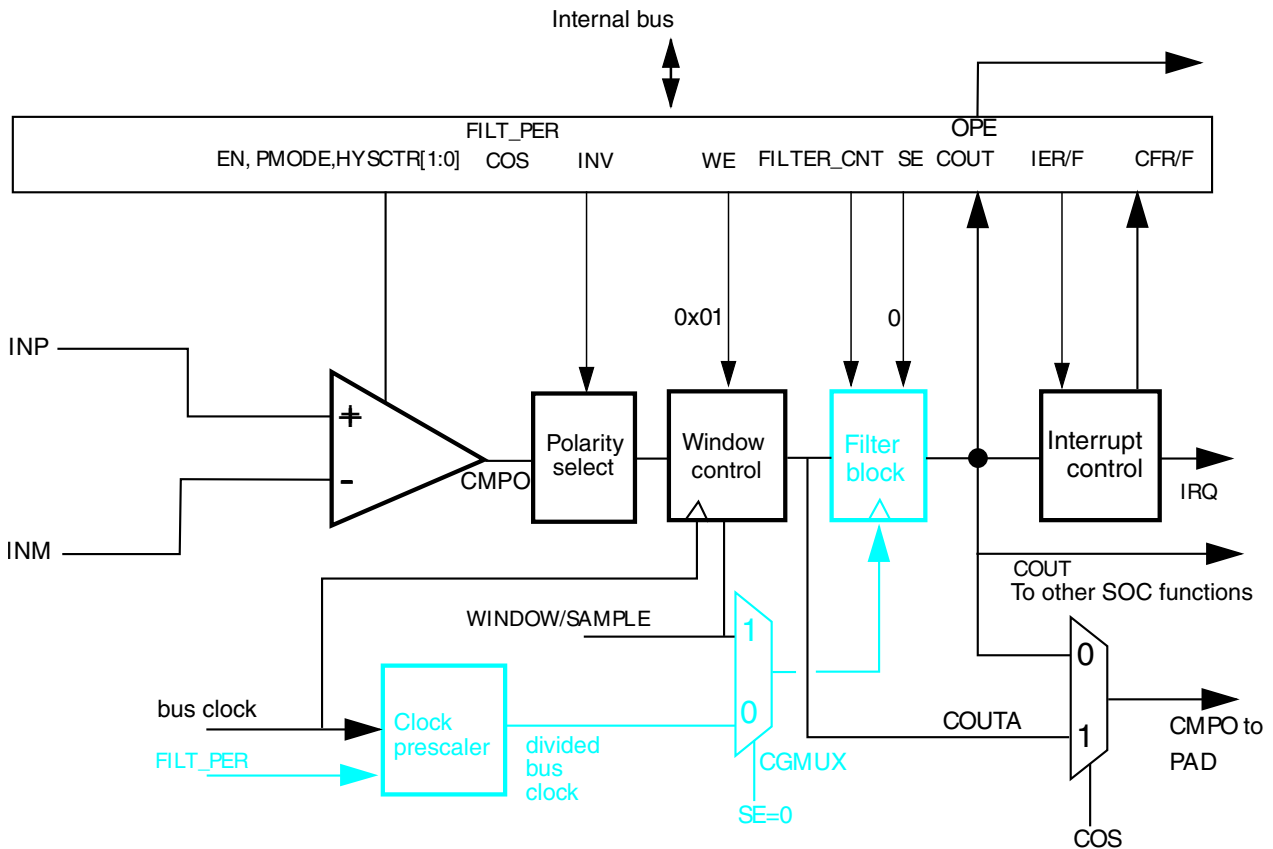 Internal bus
FILT_PER
OPE
EN, PMODE,HYSCTR[1:0]
COS
INV
WE
FILTER_CNT
SE
COUT
IER/F
CFR/F
0x01
0
INP
+
-
INM
CMPO
Polarity
select
Window
control
Filter
block
Interrupt
control
IRQ
COUT
To other SOC functions
WINDOW/SAMPLE
1
0
CGMUX
SE=0
bus clock
FILT_PER
Clock
prescaler
divided
bus
clock
COUTA
0
1
CMPO to
PAD
COS